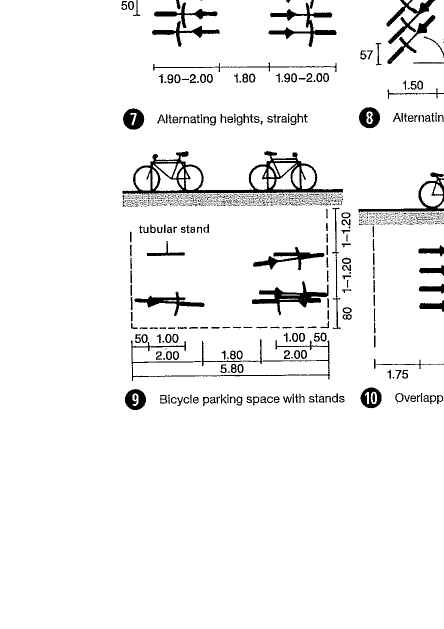 50
1.90–2.00 1.80 1.90–2.00
7 Alternating heights, straight
57
1.50
8 Alternatin
tubular stand
1–1.20
1–1.20
80
50 1.00 1.00 50
2.00 1.80 2.00
5.80
9 Bicycle parking space with stands
1.75
10 Overlapp